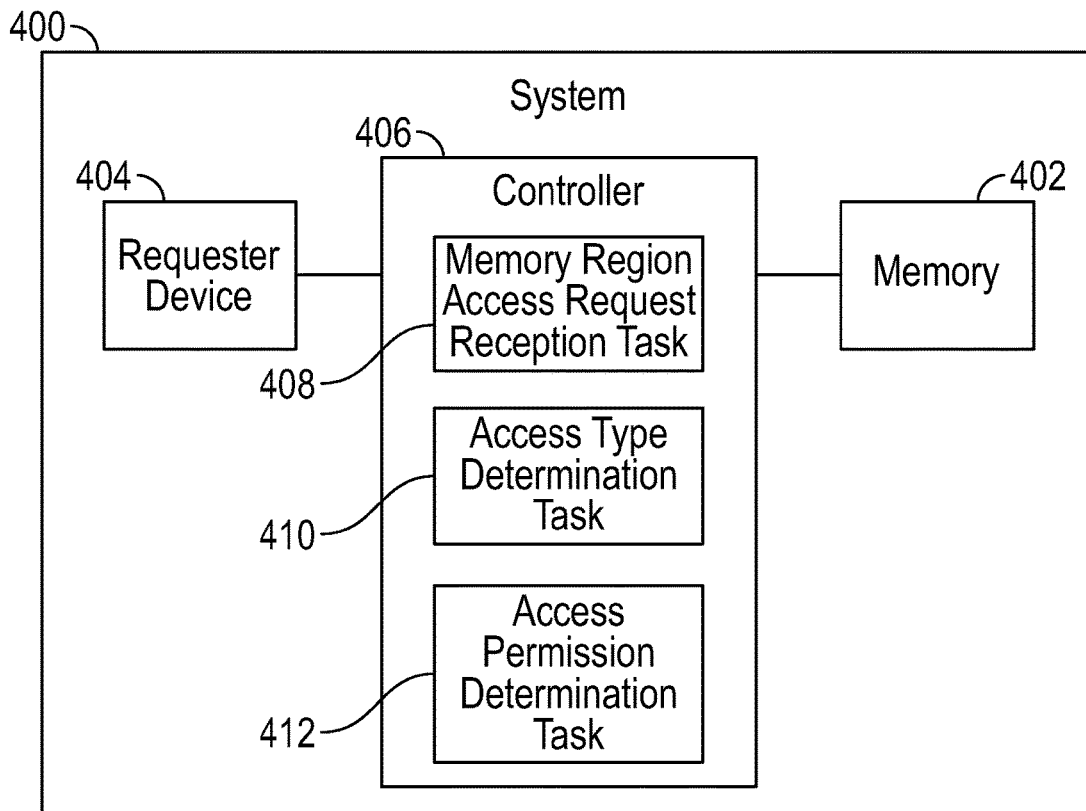 400
System
406
404
402
Controller
Requester
Device
Memory Region
Access Request
Reception Task
Memory
408
Access Type
Determination
Task
410
Access
Permission
Determination
Task
412